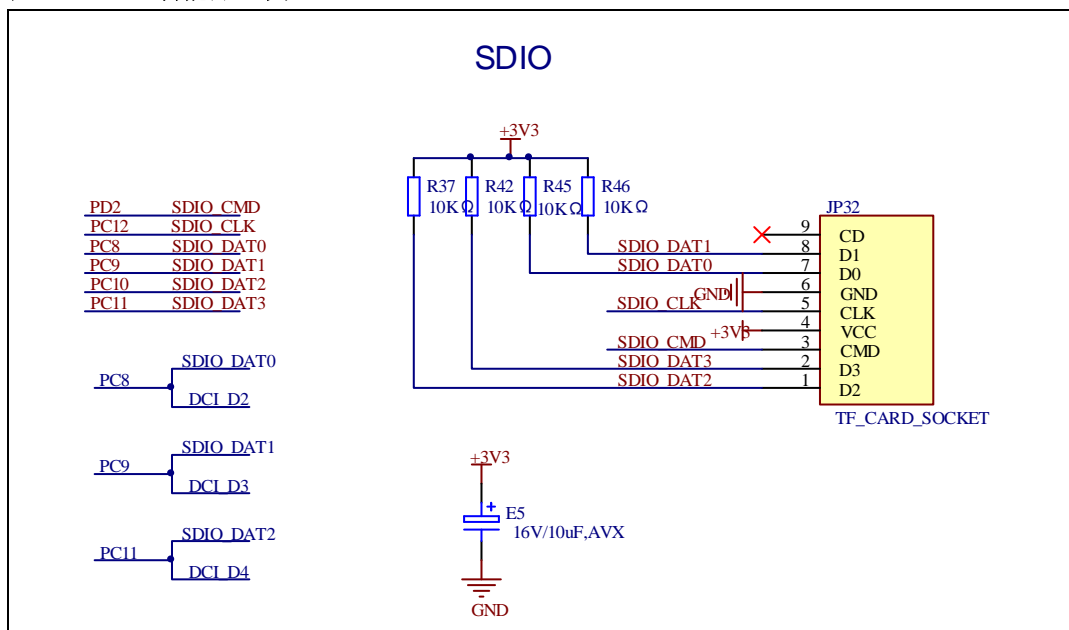 SDIO
+3V3
R37
R42
R45
R46
10KΩ
10KΩ
10KΩ
10KΩ
PD2 SDIO_CMD
PC12 SDIO_CLK
PC8 SDIO_DAT0
PC9 SDIO_DAT1
PC10 SDIO_DAT2
PC11 SDIO_DAT3
JP32
9 CD
SDIO_DAT1 8 D1
SDIO_DAT0 7 D0
GND 6 GND
SDIO_CLK 5 CLK
+3V3 4 VCC
SDIO_CMD 3 CMD
SDIO_DAT3 2 D3
SDIO_DAT2 1 D2
TF_CARD_SOCKET
SDIO_DAT0
PC8
DCI_D2
SDIO_DAT1
PC9
DCI_D3
SDIO_DAT2
PC11
DCI_D4
+3V3
+
E5
16V/10uF,AVX
GND